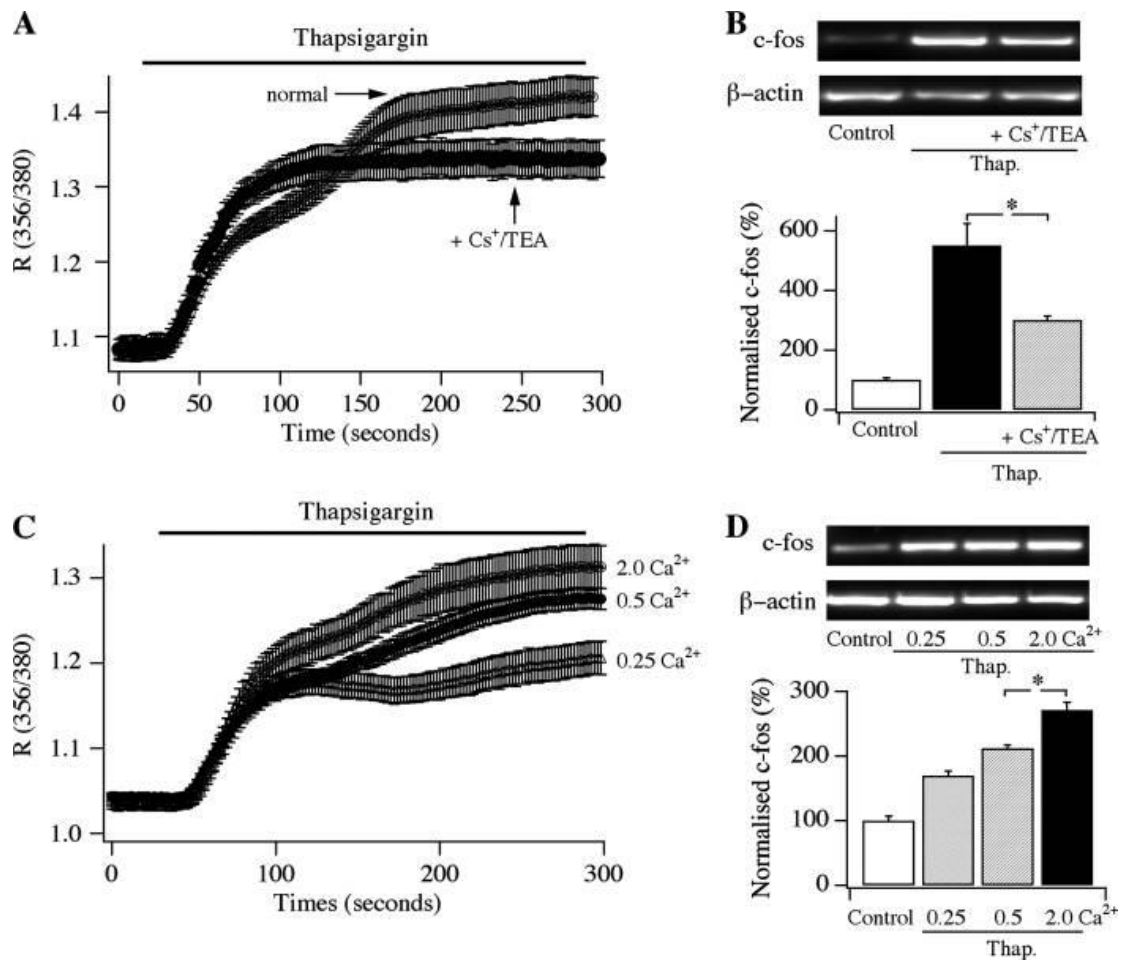 A
Thapsigargin
normal
+ Cs⁺/TEA
R (356/380)
1.4
1.3
1.2
1.1
0 50 100 150 200 250 300
Time (seconds)
B
c-fos
β-actin
Control + Cs⁺/TEA
Thap.
*
Normalised c-fos (%)
600
400
200
0
Control + Cs⁺/TEA
Thap.
C
Thapsigargin
2.0 Ca²⁺
0.5 Ca²⁺
0.25 Ca²⁺
R (356/380)
1.3
1.2
1.1
1.0
0 100 200 300
Times (seconds)
D
c-fos
β-actin
Control 0.25 0.5 2.0 Ca²⁺
Thap.
*
Normalised c-fos (%)
300
200
100
0
Control 0.25 0.5 2.0 Ca²⁺
Thap.